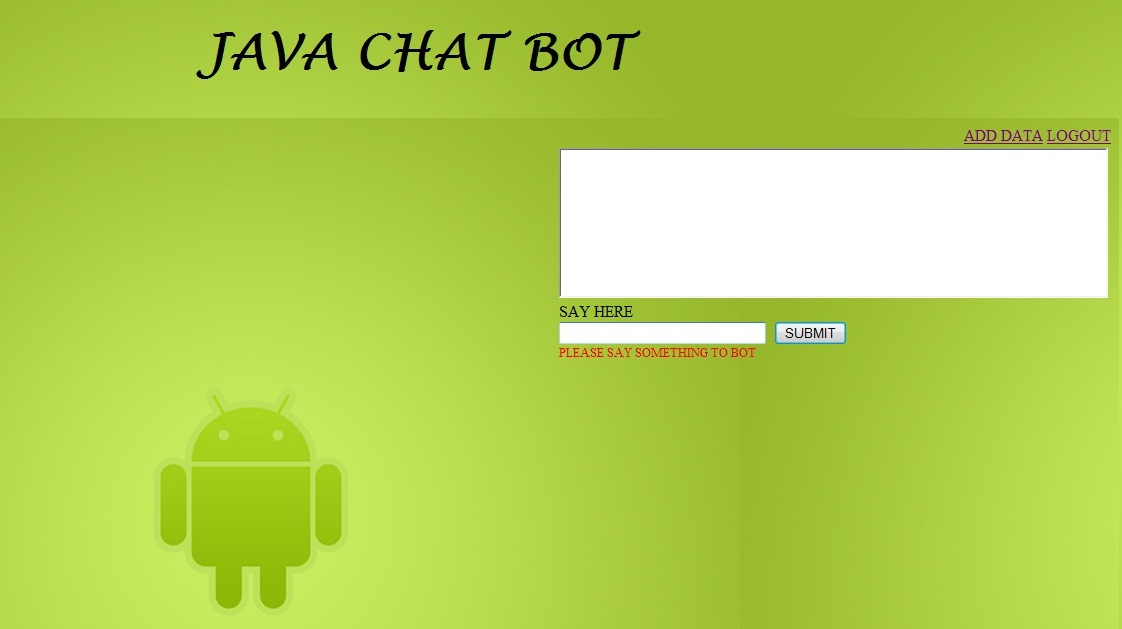 JAVA CHAT BOT
ADD DATA LOGOUT
SAY HERE
SUBMIT
PLEASE SAY SOMETHING TO BOT